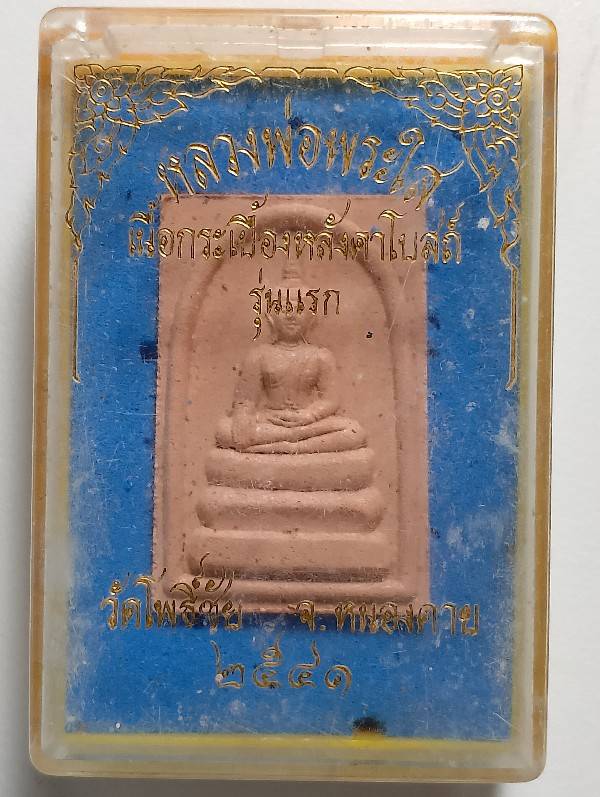 หลวงพ่อพระใส
เนื้อกระเบื้องหลังคาโบสถ์
รุ่นแรก
วัดโพธิ์ชัย จ.หนองคาย
๒๕๔๑